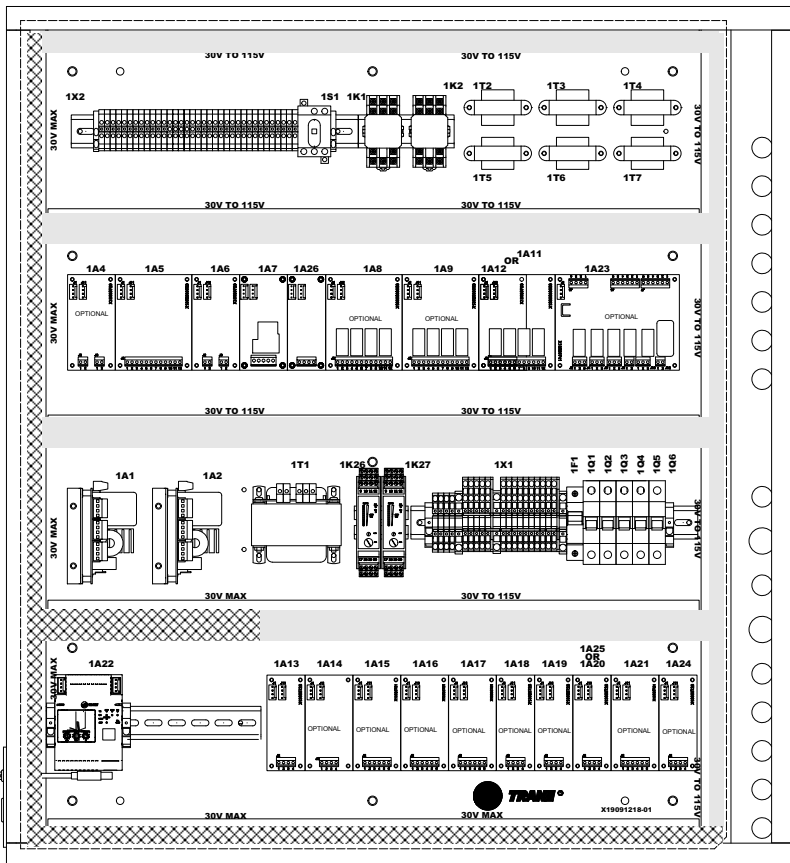 30V TO 115V 30V TO 115V
1X2 1S1 1K1 1K2 1T2 1T3 1T4
30V MAX
30V TO 115V
1T5 1T6 1T7
30V TO 115V 30V TO 115V
1A11
OR
1A4 1A5 1A6 1A7 1A26 1A8 1A9 1A12 1A23
OPTIONAL OPTIONAL OPTIONAL OPTIONAL
30V MAX
30V TO 115V
30V TO 115V 30V TO 115V
1A1 1A2 1T1 1K26 1K27 1X1 1F1 1Q1 1Q2 1Q3 1Q4 1Q5 1Q6
30V MAX
30V TO 115V
30V MAX 30V TO 115V
1A25
OR
1A22 1A13 1A14 1A15 1A16 1A17 1A18 1A19 1A20 1A21 1A24
30V MAX
OPTIONAL OPTIONAL OPTIONAL OPTIONAL OPTIONAL OPTIONAL
30V TO 115V
TRANE
X19091218-01
30V MAX 30V MAX